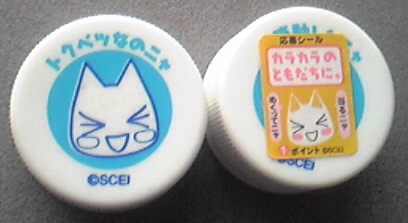 トクベツなのニャ
©SCEI
応募シール
カラカラの
ともだちに。
めくってニャ
当るニャ
1ポイント ©SCEI